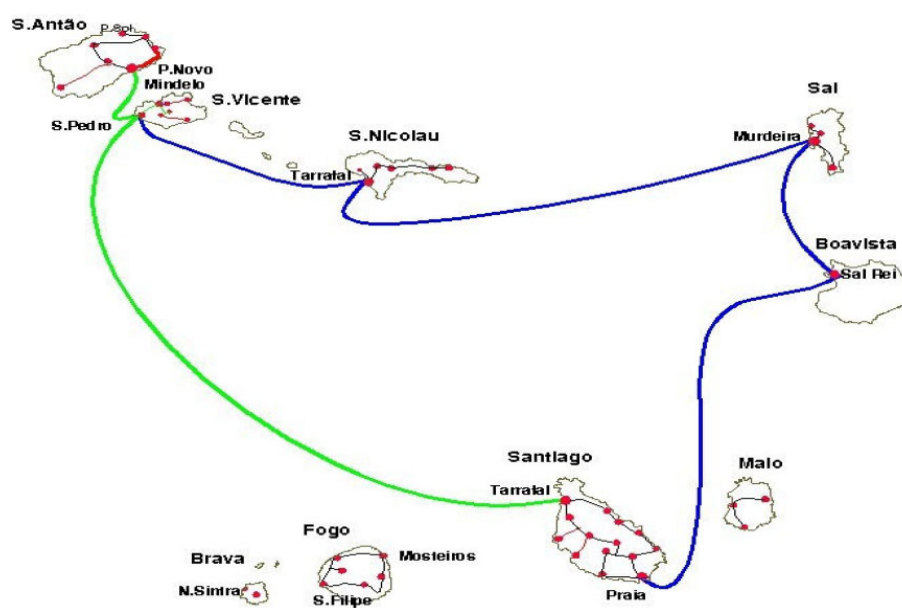 S.Antão
P.Novo
Mindelo
S.Vicente
S.Pedro
S.Nicolau
Tarrafal
Sal
Murdeira
Boavista
Sal Rei
Santiago
Tarrafal
Maio
Fogo
Mosteiros
Brava
N.Sintra
S.Filipe
Praia